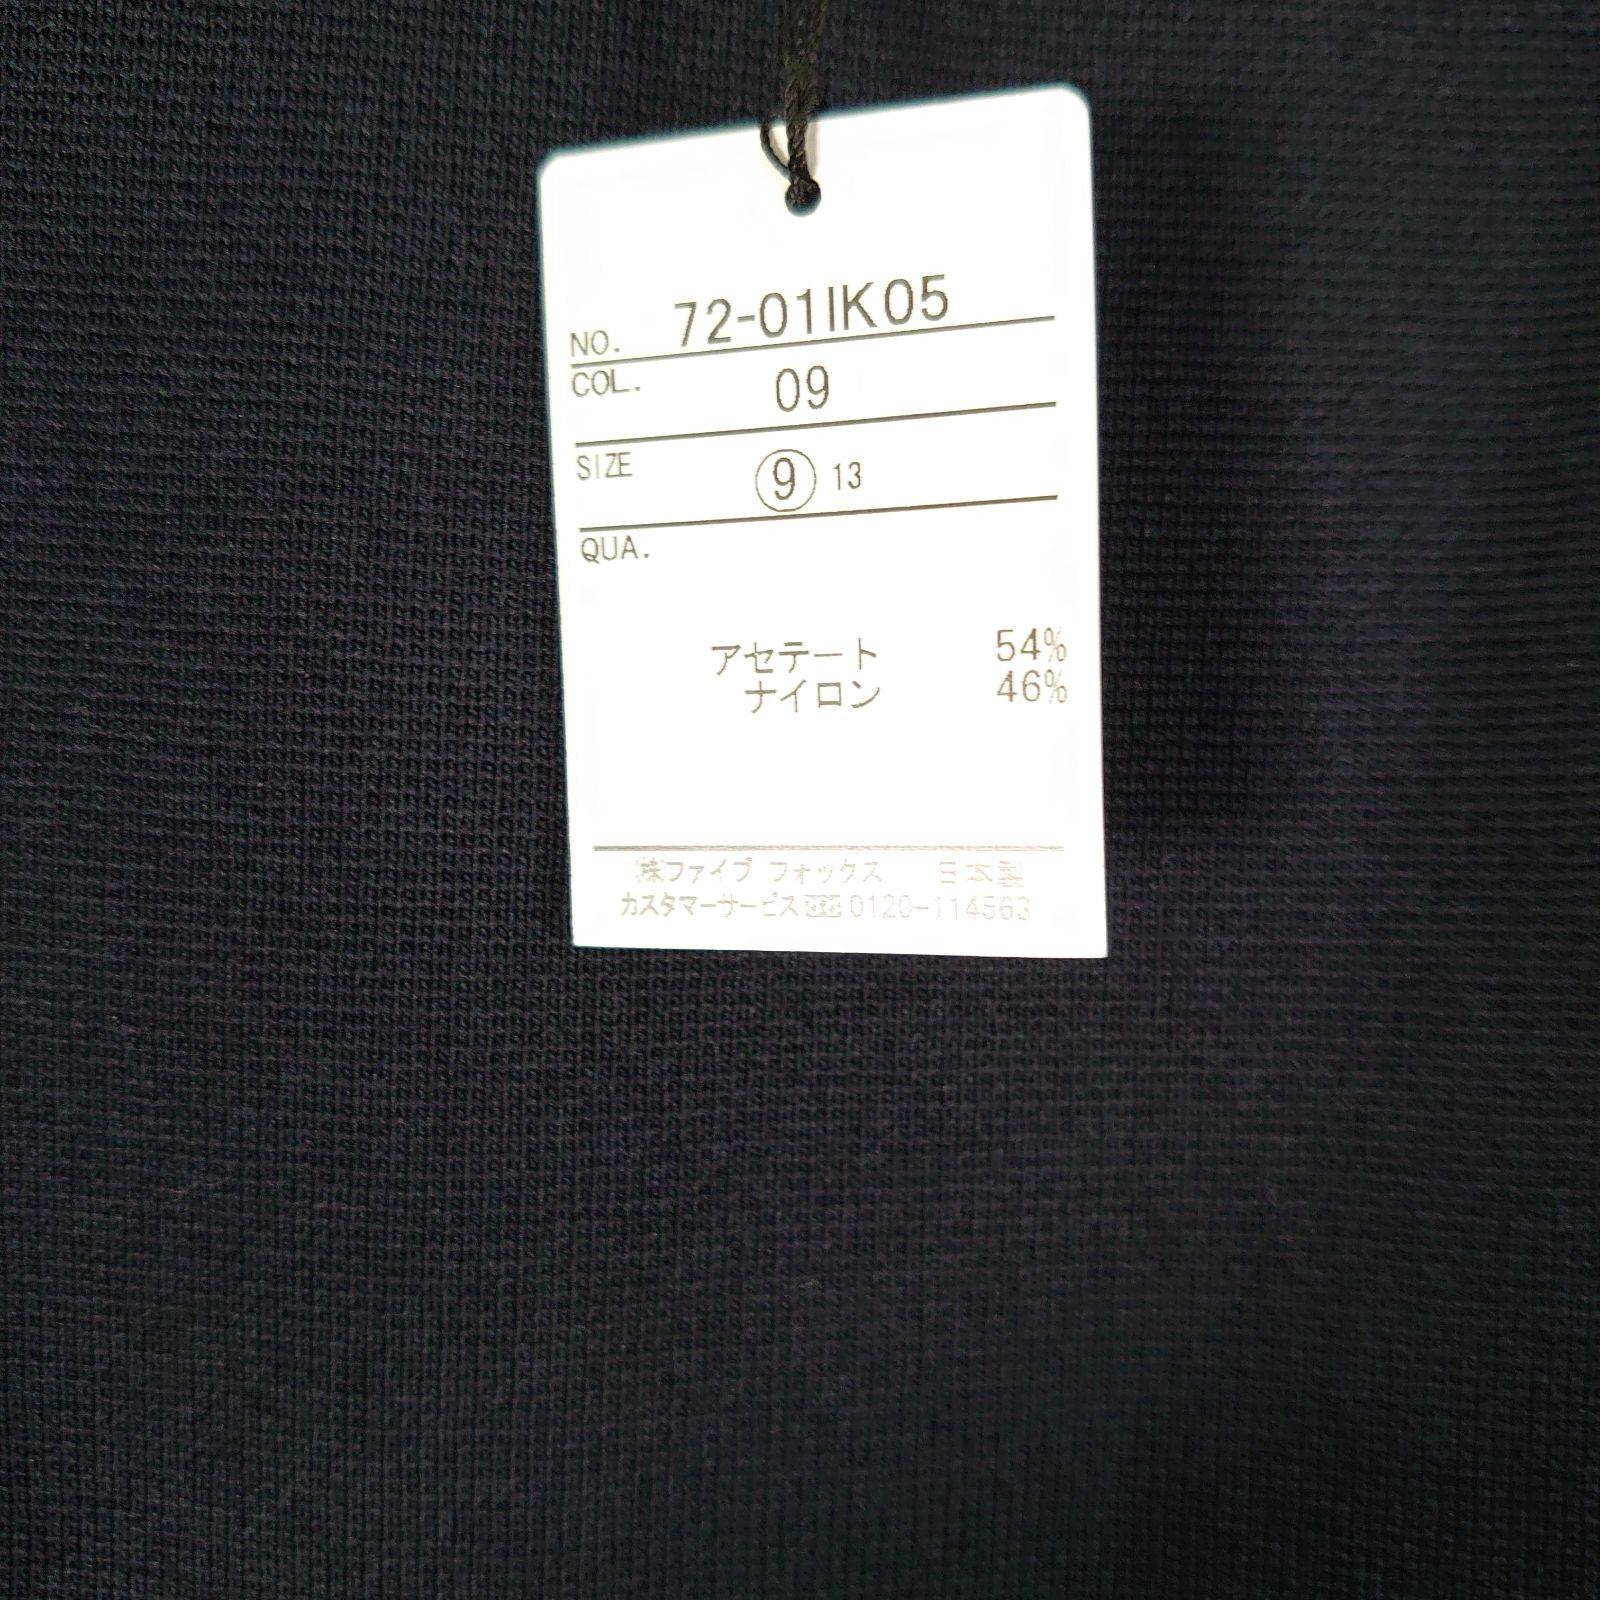 NO. 72-01IK05
COL. 09
SIZE ⑨ 13
QUA.
アセテート 54%
ナイロン 46%
㈱ファイブ フォックス 日本製
カスタマーサービス 0120-114563